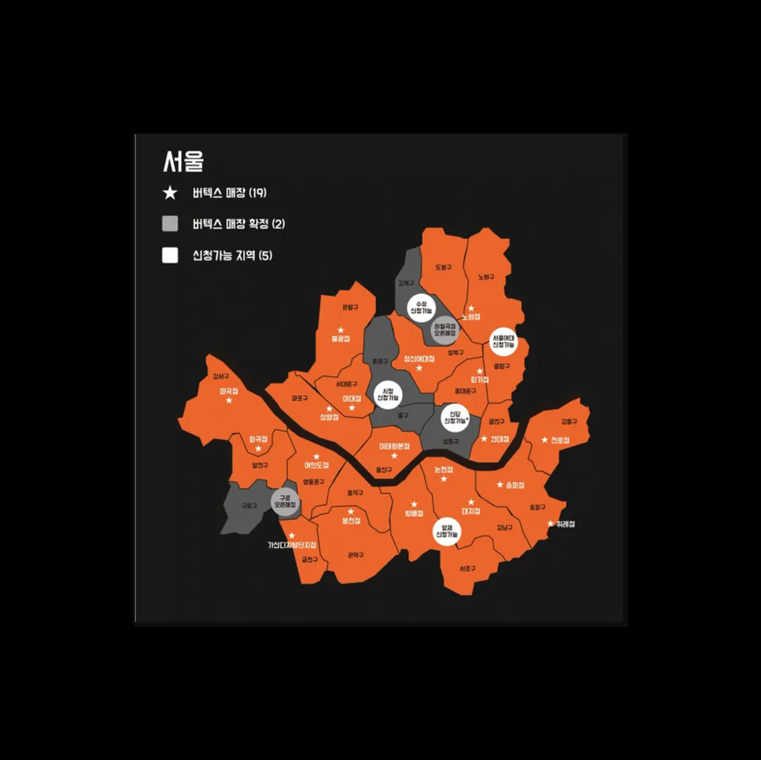 서울
버텍스 매장 (19)
버텍스 매장 확정 (2)
신청가능 지역 (5)
도봉구
노원구
강북구
수유
신청가능
노원점
오픈예정
서울여대
신청가능
은평구
불광점
종로구
성신여대점
성북구
중랑구
회기점
동대문구
강서구
마곡점
서대문구
마포구
이대점
상암점
시청
신청가능
중구
신당
신청가능*
성동구
광진구
건대점
강동구
천호점
화곡점
양천구
여의도점
이태원본점
용산구
논현점
영등포구
동작구
송파점
구로구
구로
오픈예정
봉천점
방배점
대치점
송파구
위례점
강남구
양재
신청가능
가산디지털단지점
금천구
관악구
서초구